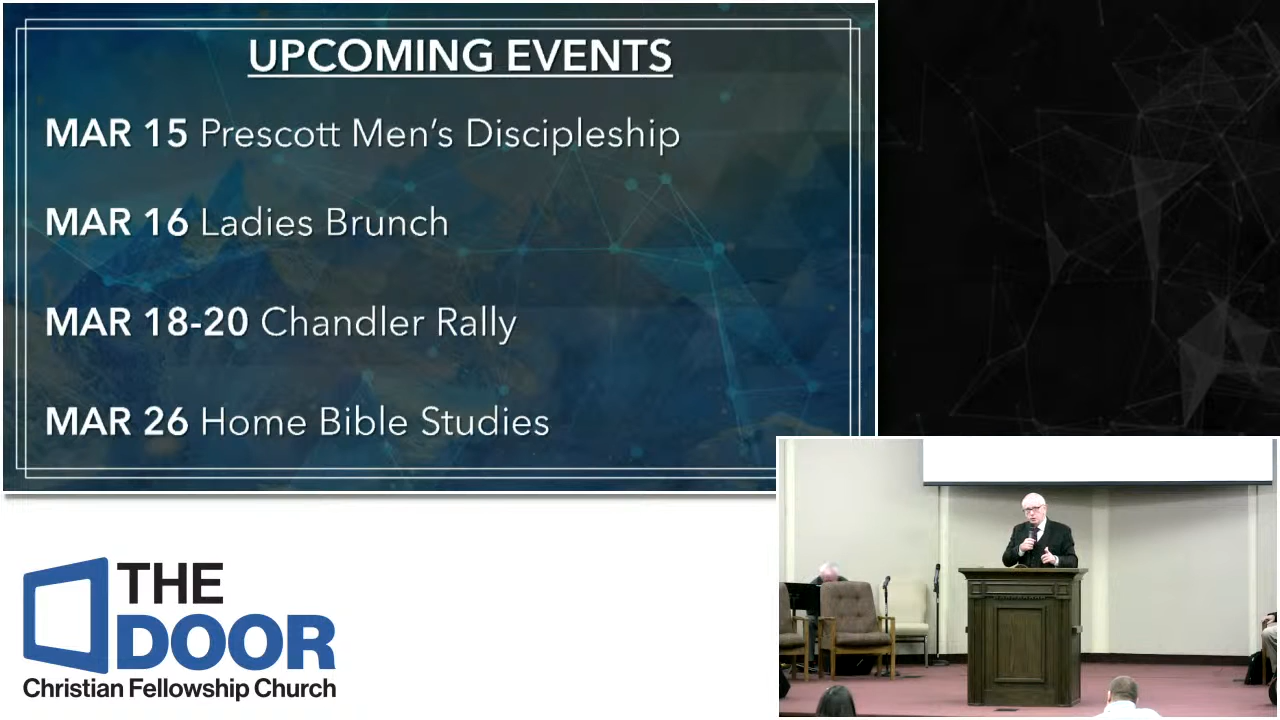 UPCOMING EVENTS
MAR 15 Prescott Men's Discipleship
MAR 16 Ladies Brunch
MAR 18-20 Chandler Rally
MAR 26 Home Bible Studies
THE
DOOR
Christian Fellowship Church